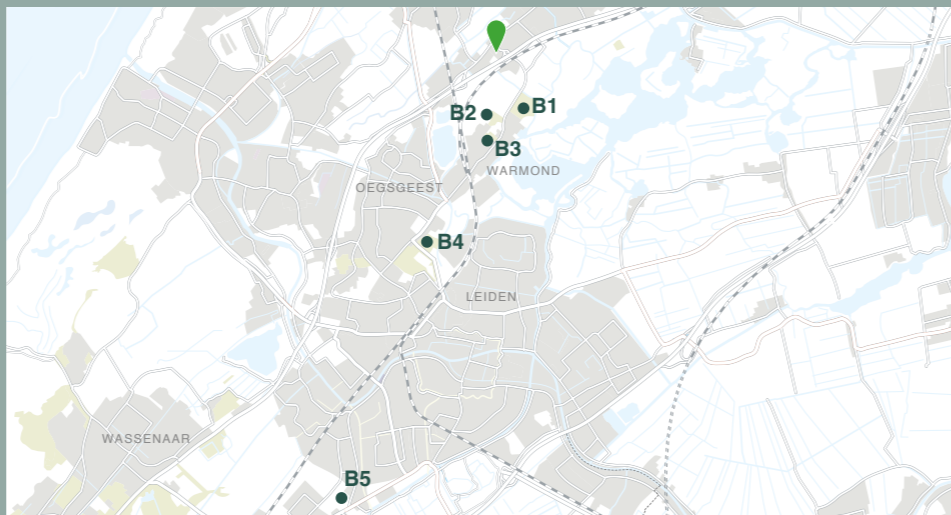 B1
B2
B3
WARMOND
OEGSGEEST
B4
LEIDEN
WASSENAAR
B5